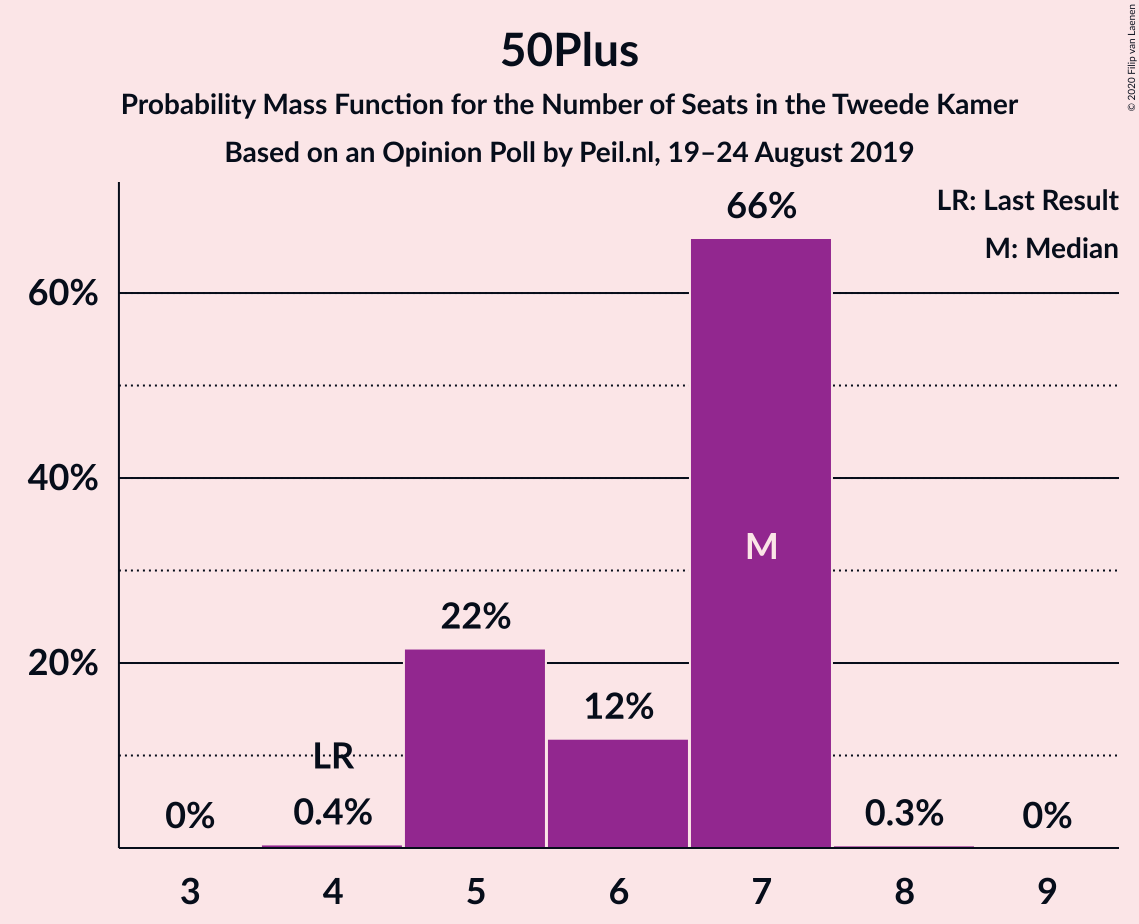 50Plus
Probability Mass Function for the Number of Seats in the Tweede Kamer
Based on an Opinion Poll by Peil.nl, 19–24 August 2019
© 2020 Filip van Laenen
LR: Last Result
M: Median
66%
60%
40%
M
22%
20%
12%
LR
0%
0.4%
0.3%
0%
3
4
5
6
7
8
9